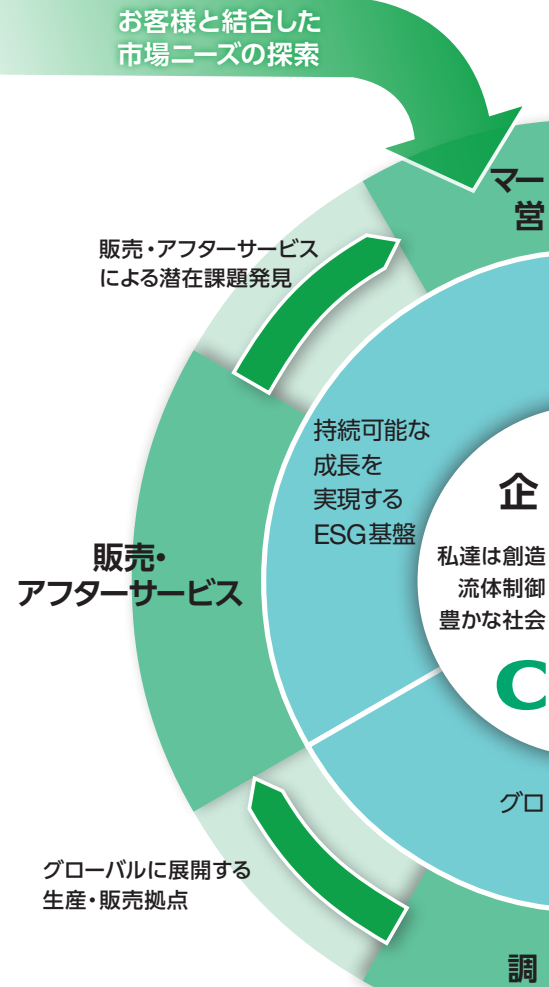 お客様と結合した
市場ニーズの探索
マー
営
販売・アフターサービス
による潜在課題発見
持続可能な
成長を
実現する
ESG基盤
企
私達は創造
流体制御
豊かな社会
C
販売・
アフターサービス
グロ
グローバルに展開する
生産・販売拠点
調